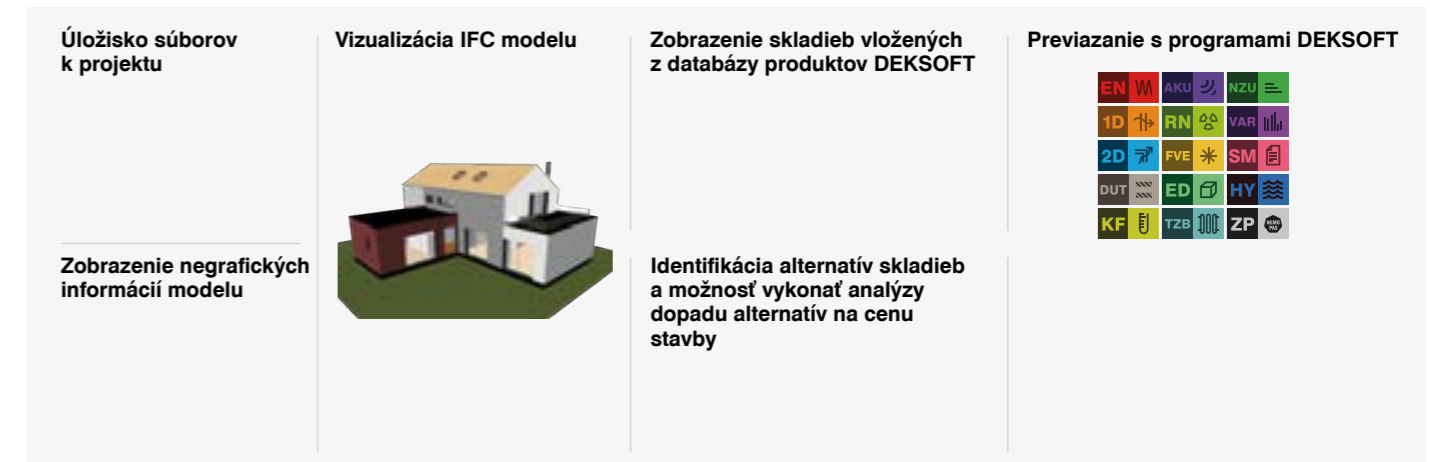 Úložisko súborov
k projektu
Zobrazenie negrafických
informácií modelu
Vizualizácia IFC modelu
Zobrazenie skladieb vložených
z databázy produktov DEKSOFT
Identifikácia alternatív skladieb
a možnosť vykonať analýzy
dopadu alternatív na cenu
stavby
Previazanie s programami DEKSOFT
EN AKU NZU
1D RN VAR
2D FVE SM
DUT ED HY
KF TZB ZP NEMO
PAS